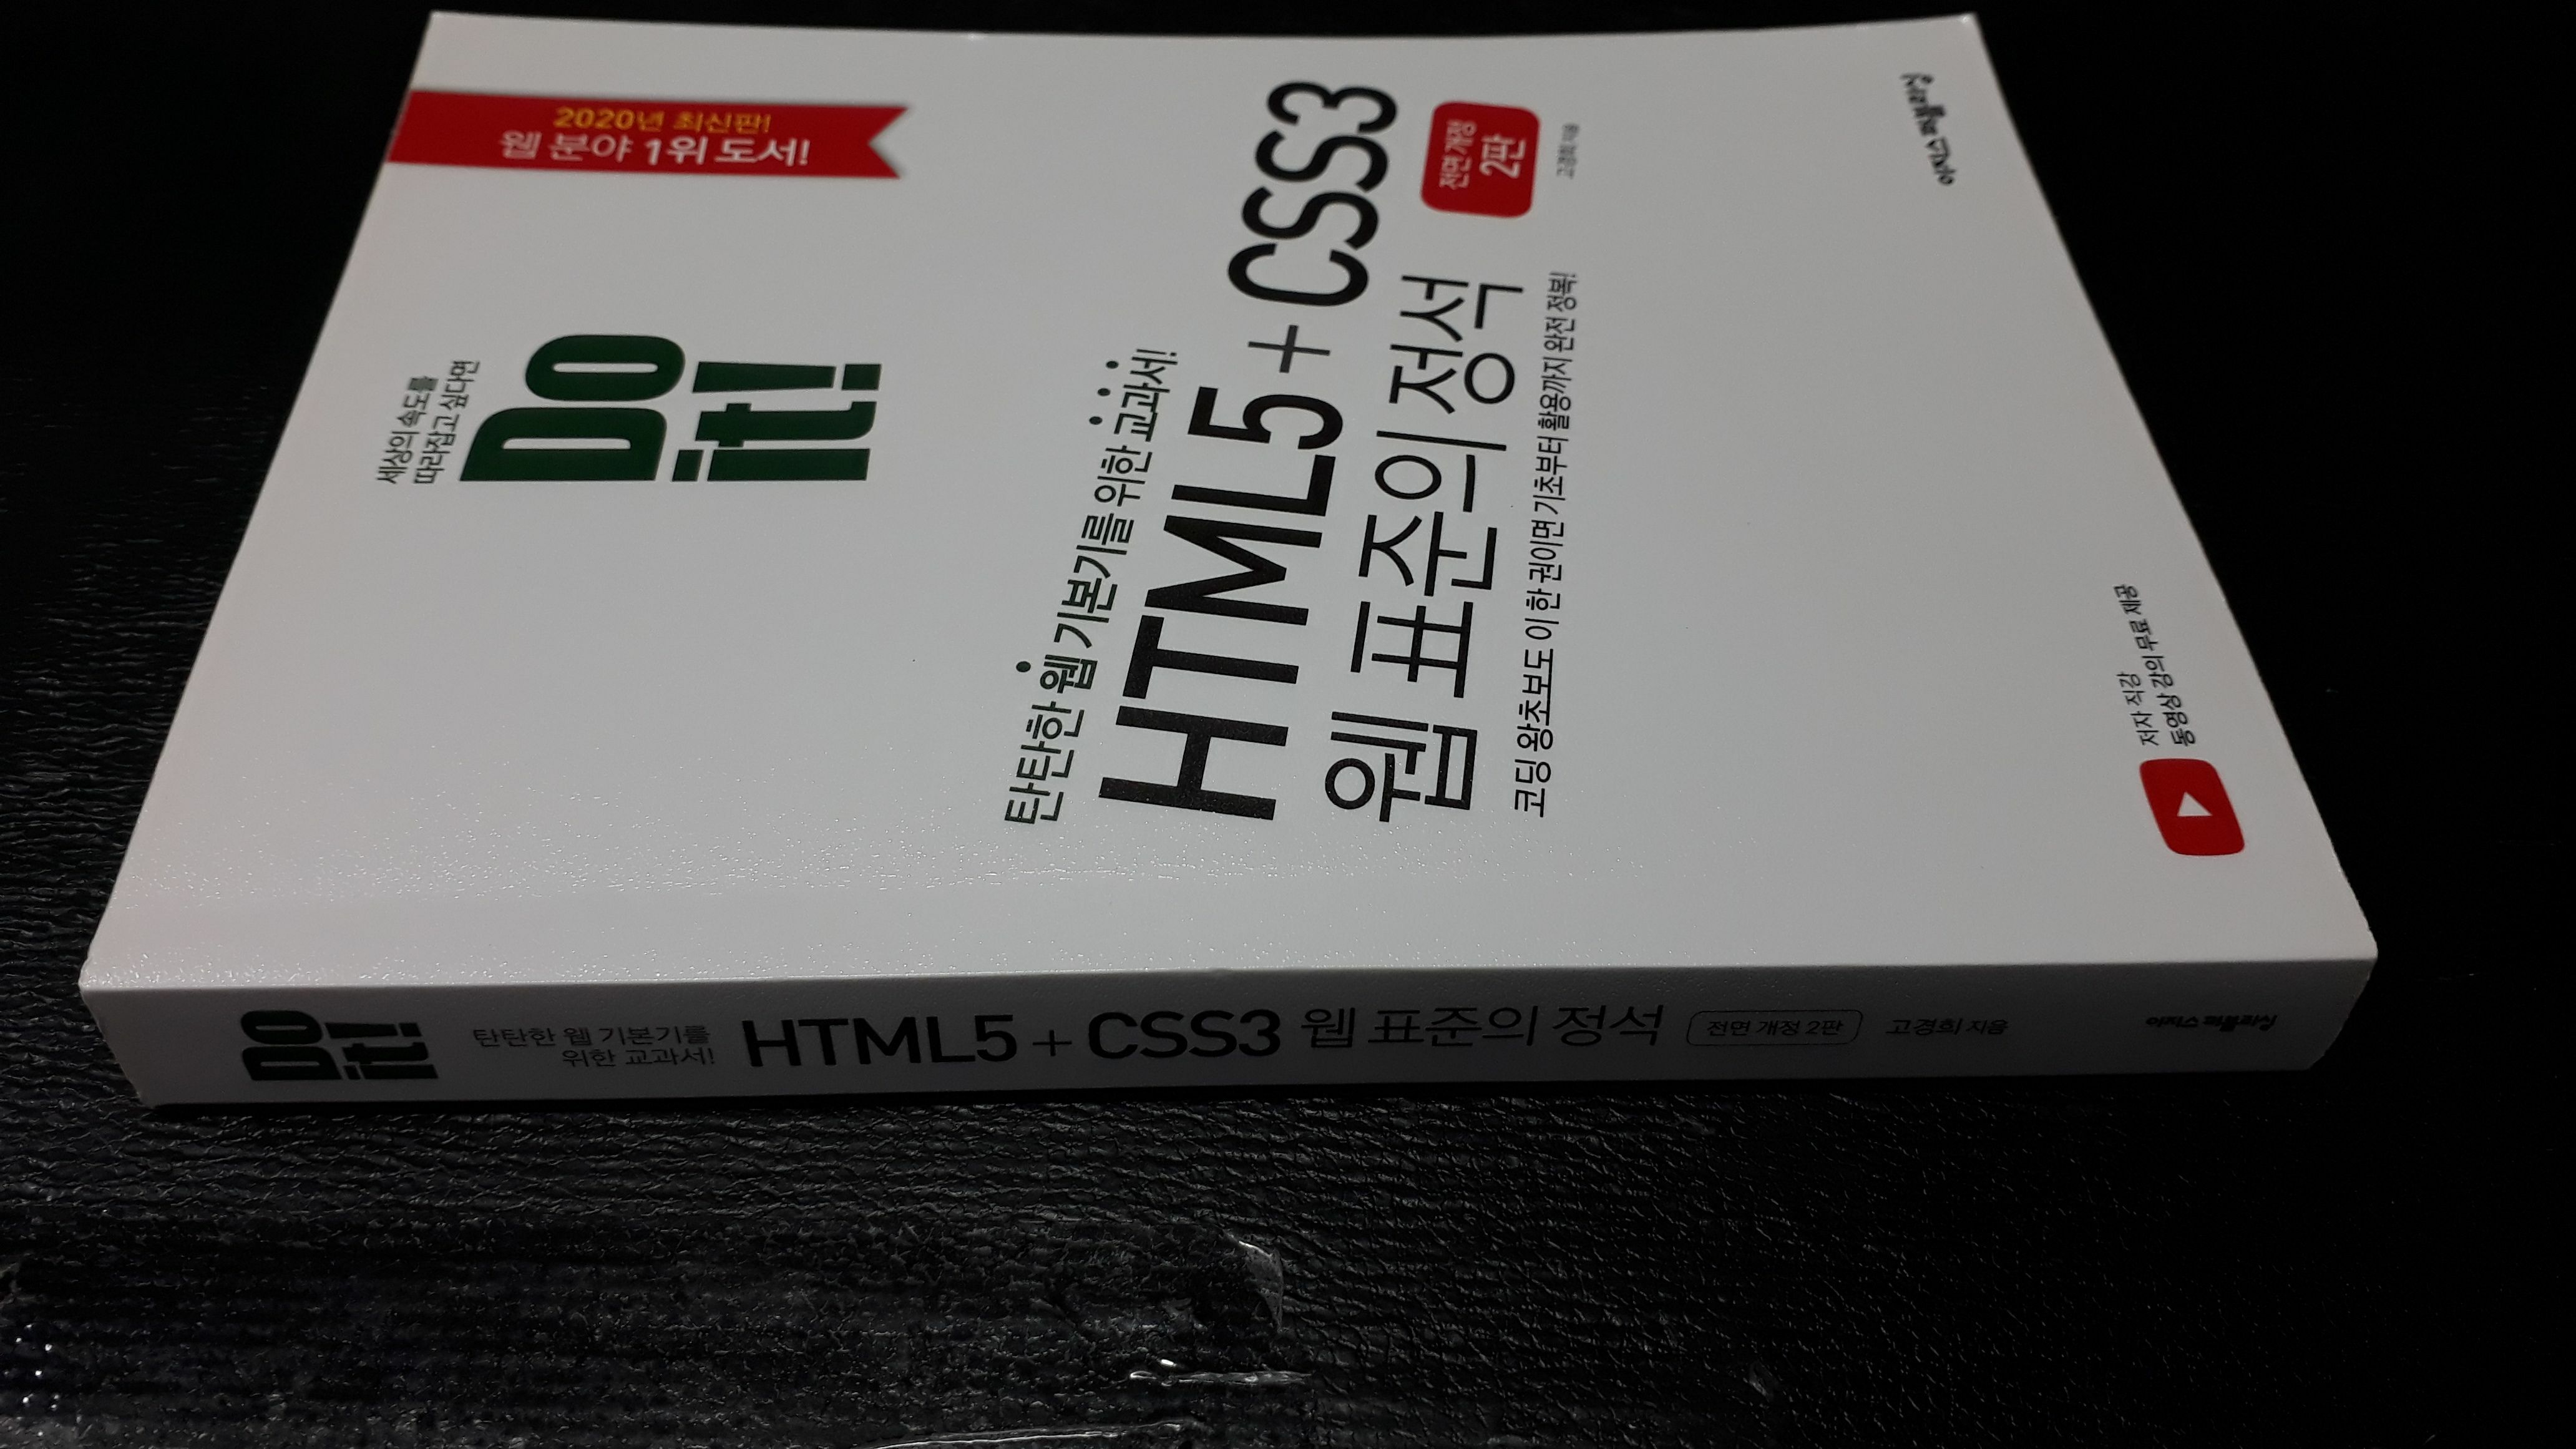 2020년 최신판!
웹 분야 1위 도서!
세상의 속도를
따라잡고 싶다면
Do
it!
탄탄한 웹 기본기를 위한 교과서!
HTML5 + CSS3
웹 표준의 정석
전면 개정
2판
코딩 왕초보도 이 한 권이면 기초부터 활용까지 완전 정복!
고경희 지음
저자 직강
동영상 강의 무료 제공
이지스 퍼블리싱
Do
it!
탄탄한 웹 기본기를
위한 교과서!
HTML5 + CSS3 웹 표준의 정석
전면 개정 2판
고경희 지음
이지스 퍼블리싱